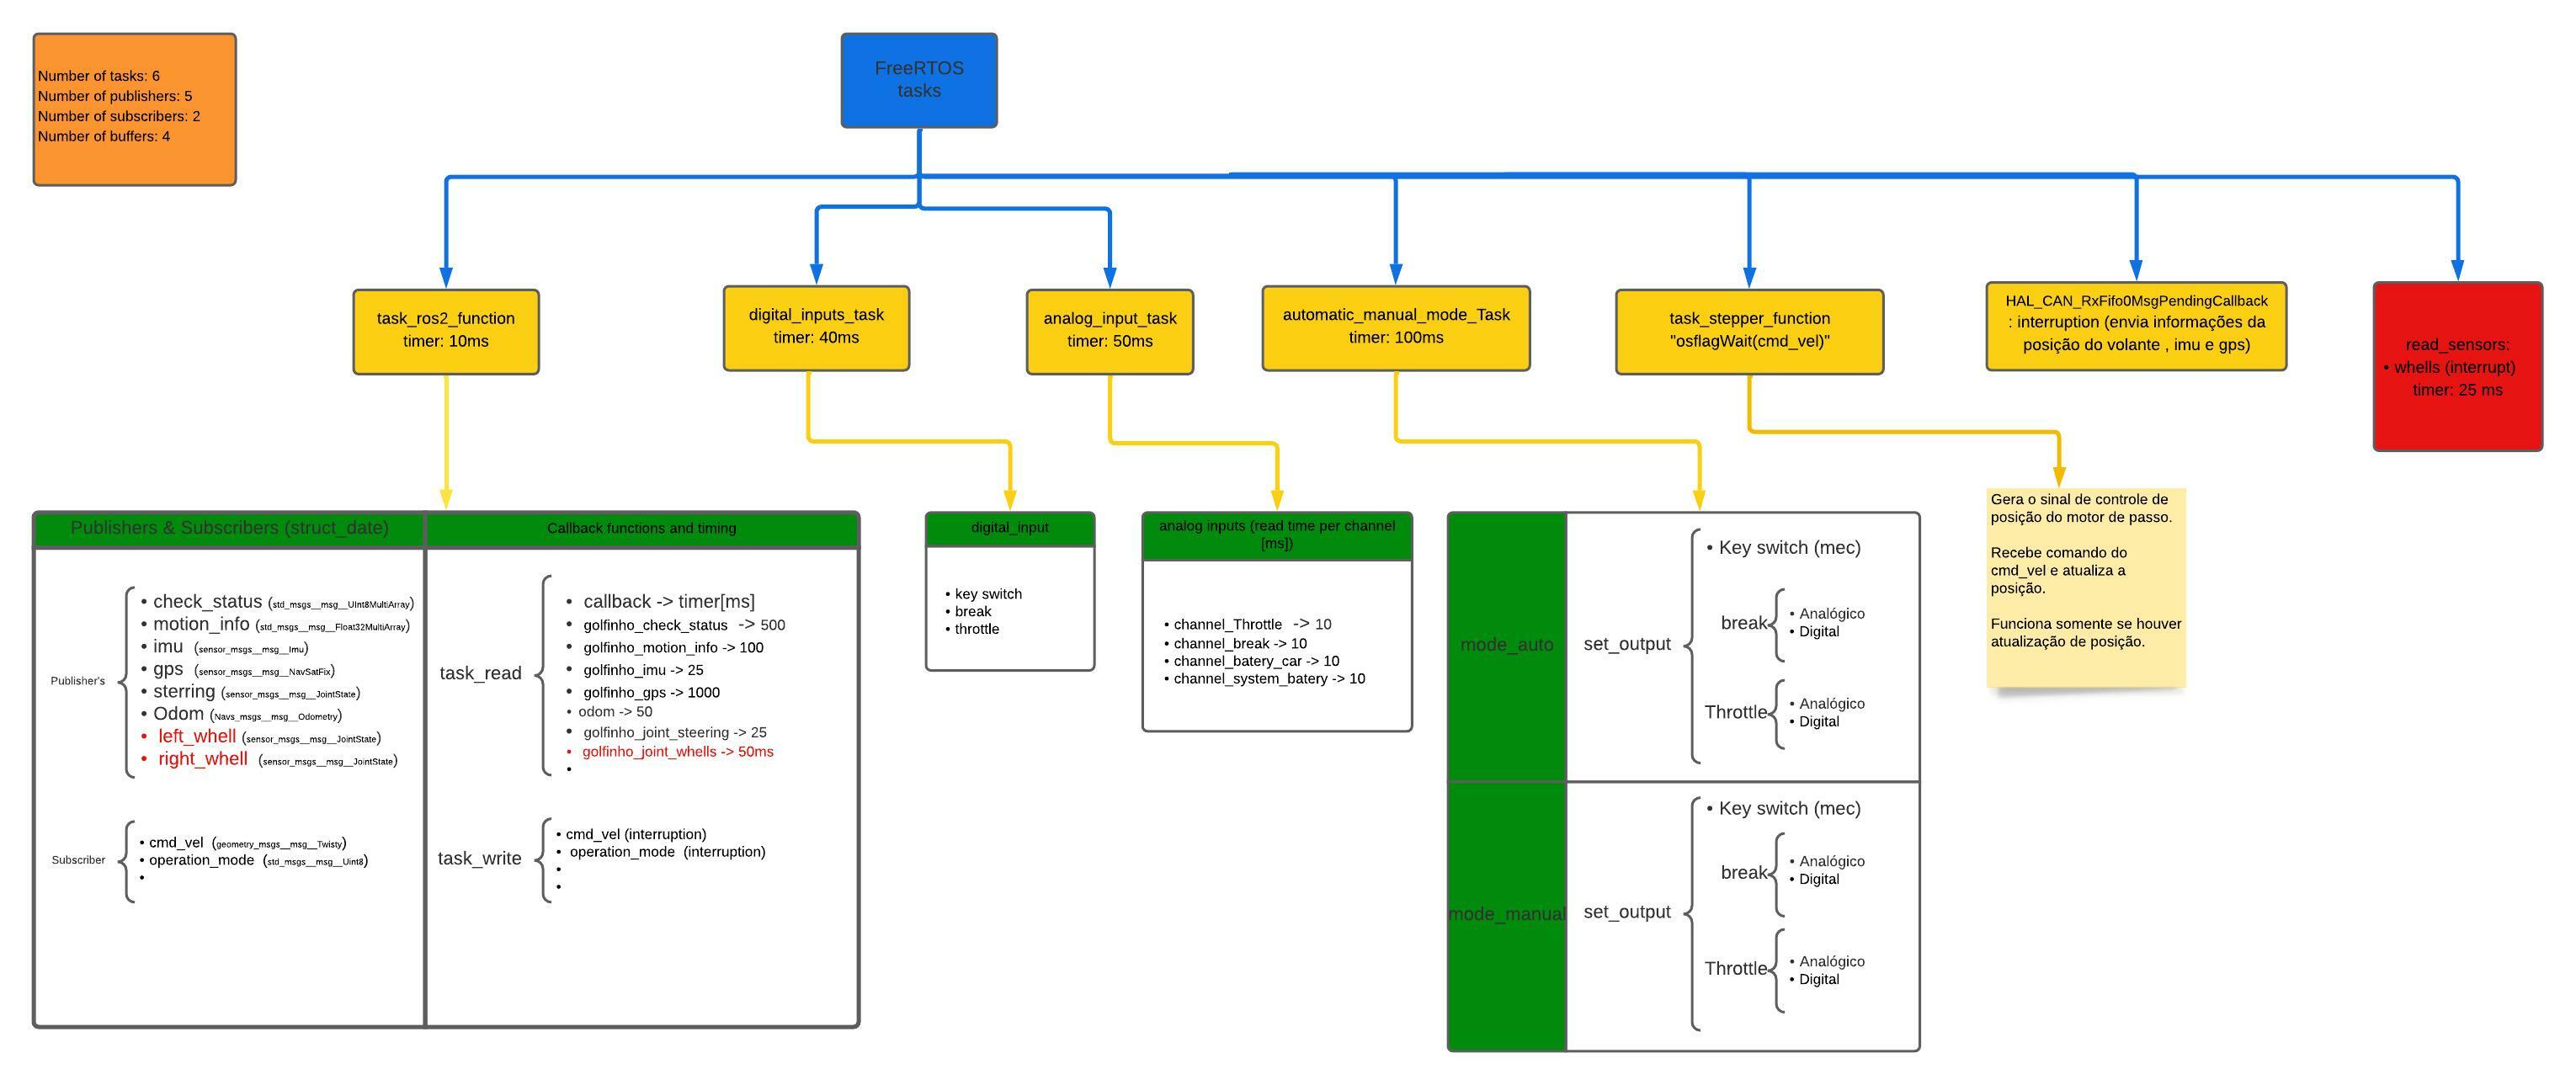 Number of tasks: 6
Number of publishers: 5
Number of subscribers: 2
Number of buffers: 4
FreeRTOS
tasks
task_ros2_function
timer: 10ms
digital_inputs_task
timer: 40ms
analog_input_task
timer: 50ms
automatic_manual_mode_Task
timer: 100ms
task_stepper_function
"osflagWait(cmd_vel)"
HAL_CAN_RxFifo0MsgPendingCallback
: interruption (envia informações da
posição do volante , imu e gps)
read_sensors:
• whells (interrupt)
timer: 25 ms
Publishers & Subscribers (struct_date)
Publisher's
• check_status (std_msgs__msg__UInt8MultiArray)
• motion_info (std_msgs__msg__Float32MultiArray)
• imu (sensor_msgs__msg__Imu)
• gps (sensor_msgs__msg__NavSatFix)
• sterring (sensor_msgs__msg__JointState)
• Odom (Navs_msgs__msg__Odometry)
• left_whell (sensor_msgs__msg__JointState)
• right_whell (sensor_msgs__msg__JointState)
Subscriber
• cmd_vel (geometry_msgs__msg__Twisty)
• operation_mode (std_msgs__msg__Uint8)
•
Callback functions and timing
task_read
• callback -> timer[ms]
• golfinho_check_status -> 500
• golfinho_motion_info -> 100
• golfinho_imu -> 25
• golfinho_gps -> 1000
• odom -> 50
• golfinho_joint_steering -> 25
• golfinho_joint_whells -> 50ms
•
task_write
• cmd_vel (interruption)
• operation_mode (interruption)
•
•
digital_input
• key switch
• break
• throttle
analog inputs (read time per channel
[ms])
• channel_Throttle -> 10
• channel_break -> 10
• channel_batery_car -> 10
• channel_system_batery -> 10
mode_auto
set_output
• Key switch (mec)
break
• Analógico
• Digital
Throttle
• Analógico
• Digital
mode_manual
set_output
• Key switch (mec)
break
• Analógico
• Digital
Throttle
• Analógico
• Digital
Gera o sinal de controle de
posição do motor de passo.
Recebe comando do
cmd_vel e atualiza a
posição.
Funciona somente se houver
atualização de posição.